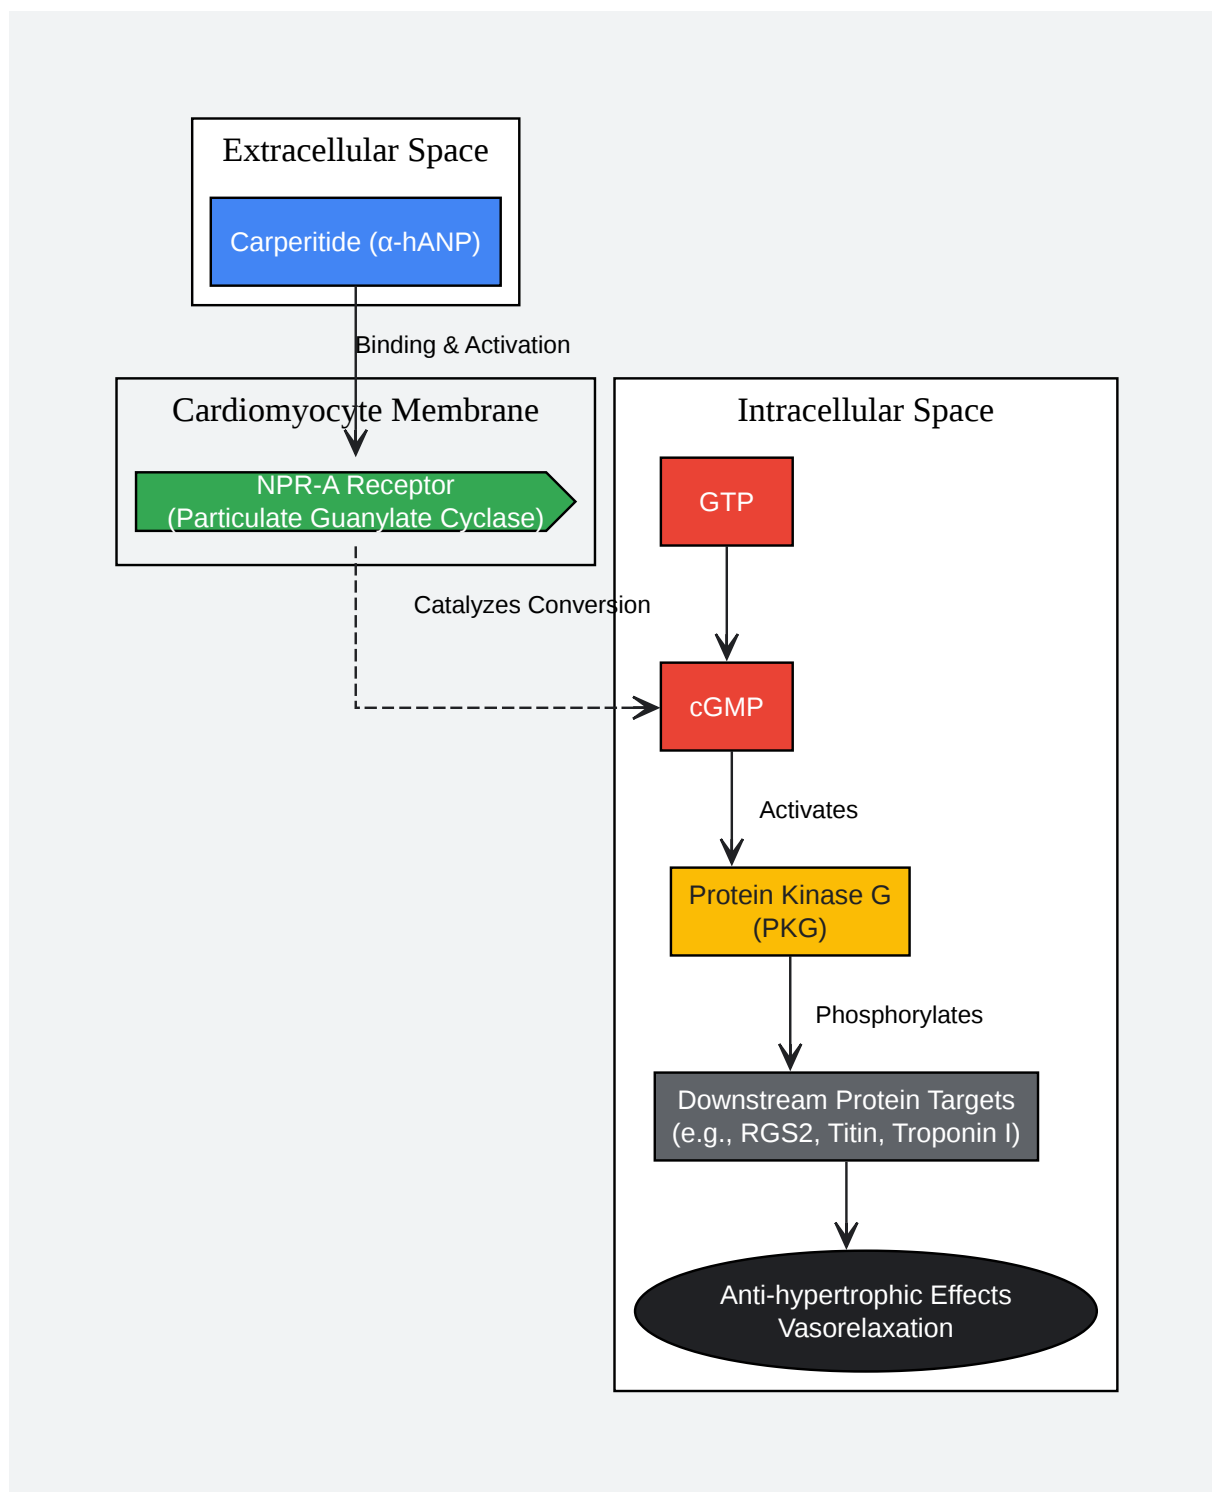 Extracellular Space
Carperitide (α-hANP)
Binding & Activation
Cardiomyocyte Membrane
NPR-A Receptor
(Particulate Guanylate Cyclase)
Catalyzes Conversion
Intracellular Space
GTP
cGMP
Activates
Protein Kinase G
(PKG)
Phosphorylates
Downstream Protein Targets
(e.g., RGS2, Titin, Troponin I)
Anti-hypertrophic Effects
Vasorelaxation